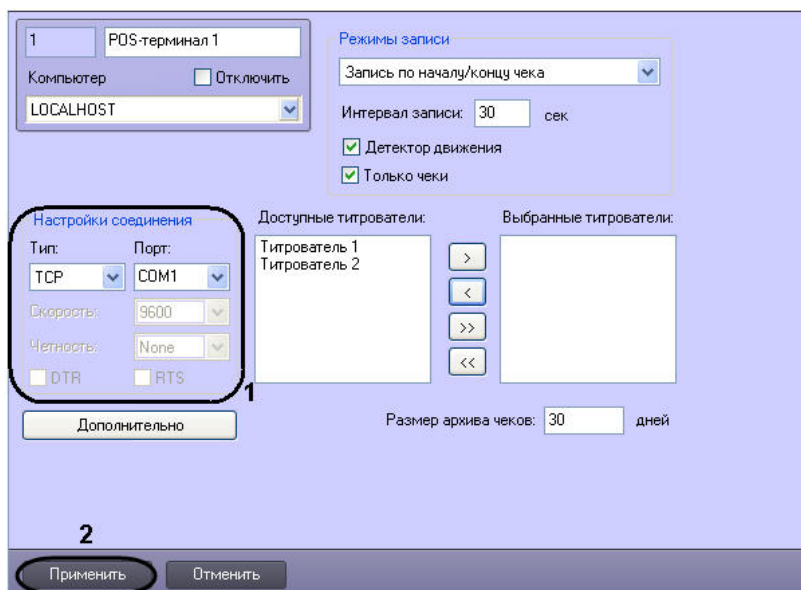 1 POS-терминал 1
Компьютер Отключить
LOCALHOST
Режимы записи
Запись по началу/концу чека
Интервал записи: 30 сек
Детектор движения
Только чеки
Настройки соединения
Тип: Порт:
TCP COM1
Скорость: 9600
Четность: None
DTR RTS
1
Дополнительно
Доступные титрователи:
Титрователь 1
Титрователь 2
>
<
>>
<<
Выбранные титрователи:
Размер архива чеков: 30 дней
2
Применить Отменить